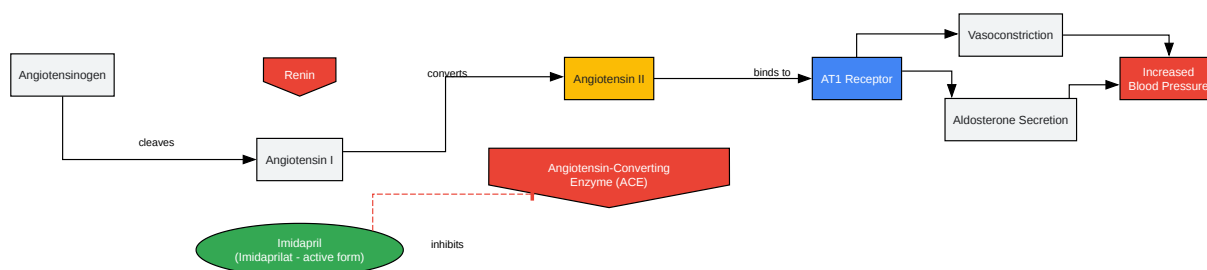 Angiotensinogen
Renin
cleaves
Angiotensin I
converts
Angiotensin II
binds to
AT1 Receptor
Vasoconstriction
Aldosterone Secretion
Increased
Blood Pressure
Angiotensin-Converting
Enzyme (ACE)
Imidapril
(Imidaprilat - active form)
inhibits